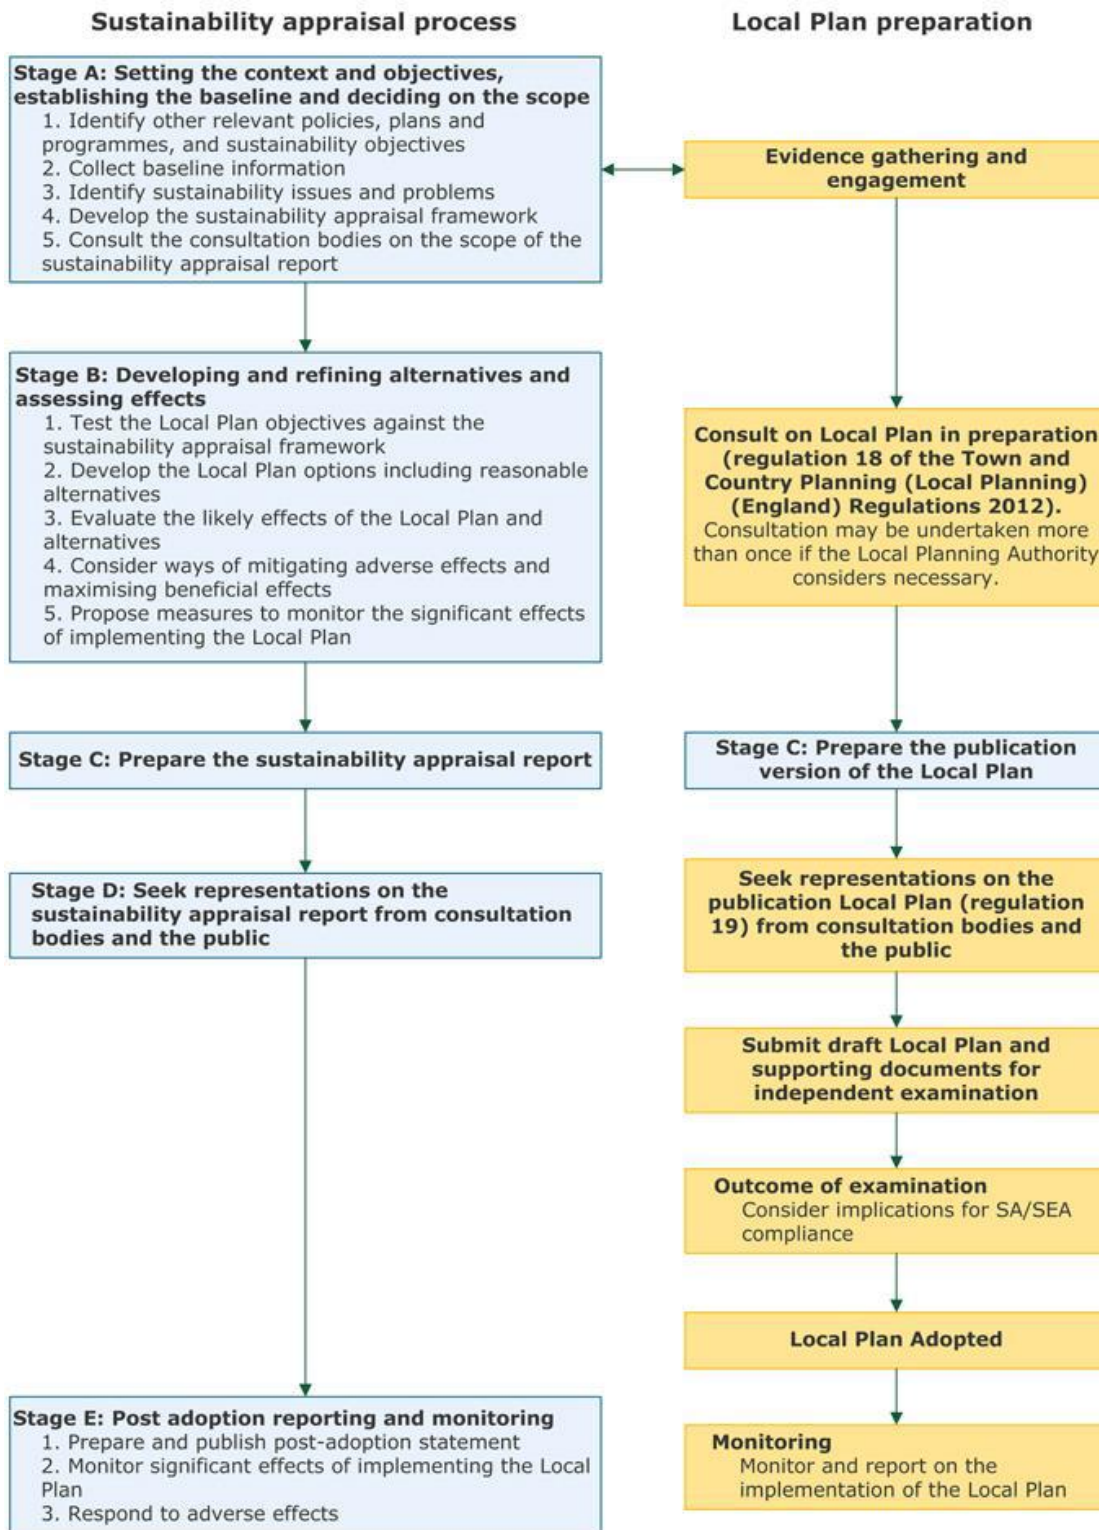 Sustainability appraisal process
Local Plan preparation
Stage A: Setting the context and objectives,
establishing the baseline and deciding on the scope
1. Identify other relevant policies, plans and
programmes, and sustainability objectives
2. Collect baseline information
3. Identify sustainability issues and problems
4. Develop the sustainability appraisal framework
5. Consult the consultation bodies on the scope of the
sustainability appraisal report
Evidence gathering and
engagement
Stage B: Developing and refining alternatives and
assessing effects
1. Test the Local Plan objectives against the
sustainability appraisal framework
2. Develop the Local Plan options including reasonable
alternatives
3. Evaluate the likely effects of the Local Plan and
alternatives
4. Consider ways of mitigating adverse effects and
maximising beneficial effects
5. Propose measures to monitor the significant effects
of implementing the Local Plan
Consult on Local Plan in preparation
(regulation 18 of the Town and
Country Planning (Local Planning)
(England) Regulations 2012).
Consultation may be undertaken more
than once if the Local Planning Authority
considers necessary.
Stage C: Prepare the sustainability appraisal report
Stage C: Prepare the publication
version of the Local Plan
Stage D: Seek representations on the
sustainability appraisal report from consultation
bodies and the public
Seek representations on the
publication Local Plan (regulation
19) from consultation bodies and
the public
Submit draft Local Plan and
supporting documents for
independent examination
Outcome of examination
Consider implications for SA/SEA
compliance
Local Plan Adopted
Stage E: Post adoption reporting and monitoring
1. Prepare and publish post-adoption statement
2. Monitor significant effects of implementing the Local
Plan
3. Respond to adverse effects
Monitoring
Monitor and report on the
implementation of the Local Plan